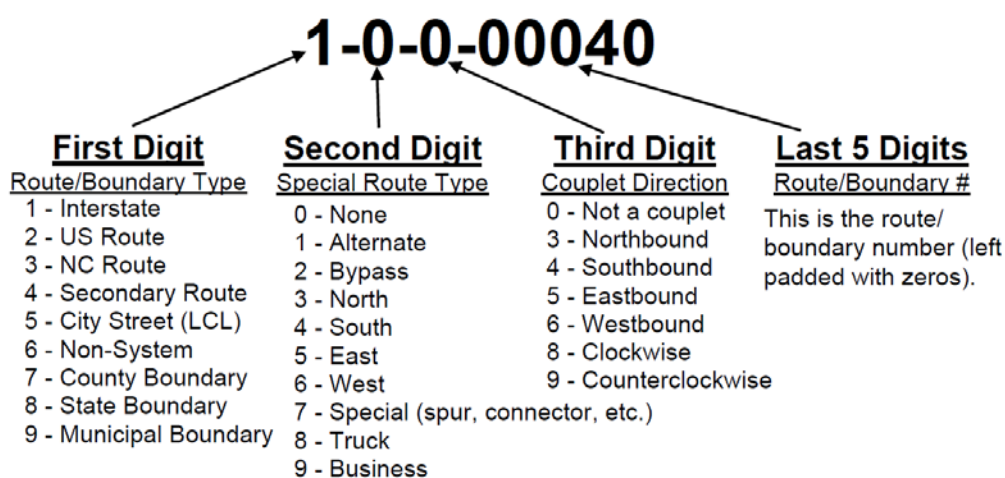 1-0-0-00040
First Digit
Route/Boundary Type
1 - Interstate
2 - US Route
3 - NC Route
4 - Secondary Route
5 - City Street (LCL)
6 - Non-System
7 - County Boundary
8 - State Boundary
9 - Municipal Boundary
Second Digit
Special Route Type
0 - None
1 - Alternate
2 - Bypass
3 - North
4 - South
5 - East
6 - West
7 - Special (spur, connector, etc.)
8 - Truck
9 - Business
Third Digit
Couplet Direction
0 - Not a couplet
3 - Northbound
4 - Southbound
5 - Eastbound
6 - Westbound
8 - Clockwise
9 - Counterclockwise
Last 5 Digits
Route/Boundary #
This is the route/
boundary number (left
padded with zeros).